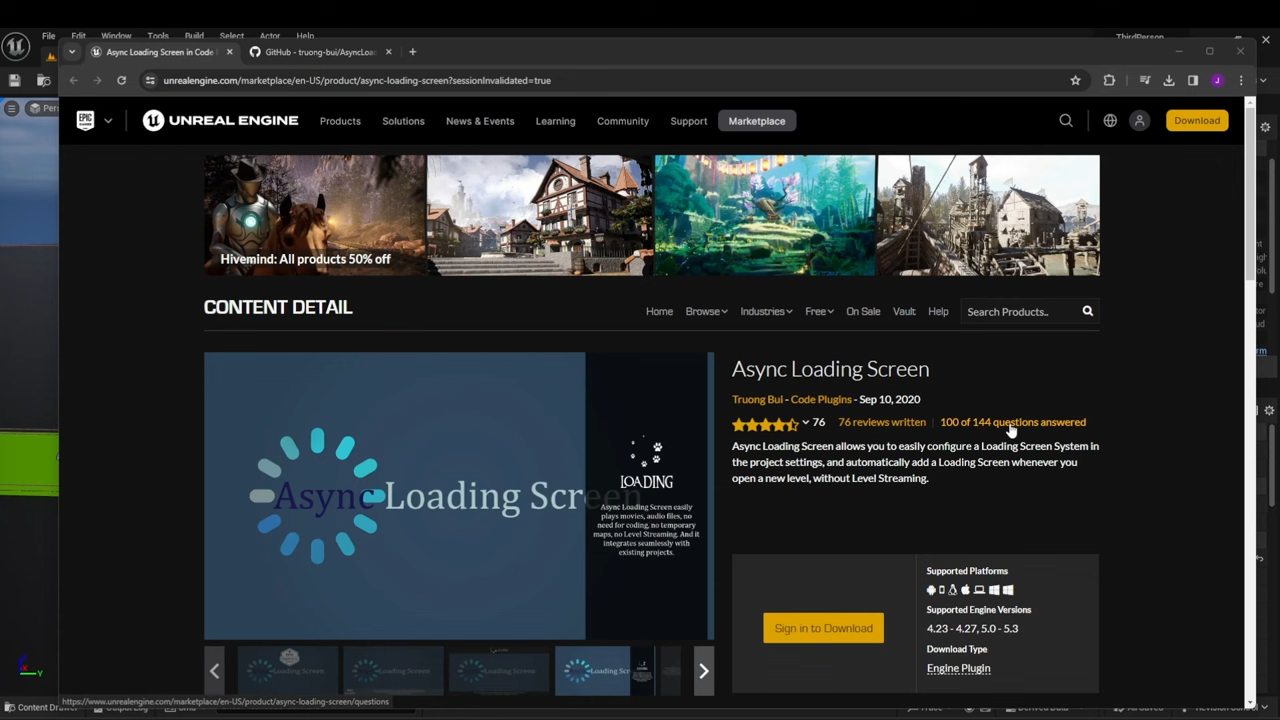 File Edit Window Tools Build Select Actor Help
ThirdPerson
Async Loading Screen in Code
GitHub - truong-bui/AsyncLoa
unrealengine.com/marketplace/en-US/product/async-loading-screen?sessionInvalidated=true
J
EPIC GAMES UNREAL ENGINE Products Solutions News & Events Learning Community Support Marketplace Download
Hivemind: All products 50% off
CONTENT DETAIL
Home Browse Industries Free On Sale Vault Help Search Products..
Async Loading Screen
Truong Bui - Code Plugins - Sep 10, 2020
76 76 reviews written 100 of 144 questions answered
Async Loading Screen allows you to easily configure a Loading Screen System in
the project settings, and automatically add a Loading Screen whenever you
open a new level, without Level Streaming.
Async Loading Screen
LOADING
Async Loading Screen easily
plays movies, audio files, no
need for coding, no temporary
maps, no Level Streaming. And it
integrates seamlessly with
existing projects.
Sign in to Download
Supported Platforms
Supported Engine Versions
4.23 - 4.27, 5.0 - 5.3
Download Type
Engine Plugin
https://www.unrealengine.com/marketplace/en-US/product/async-loading-screen/questions
Content Drawer